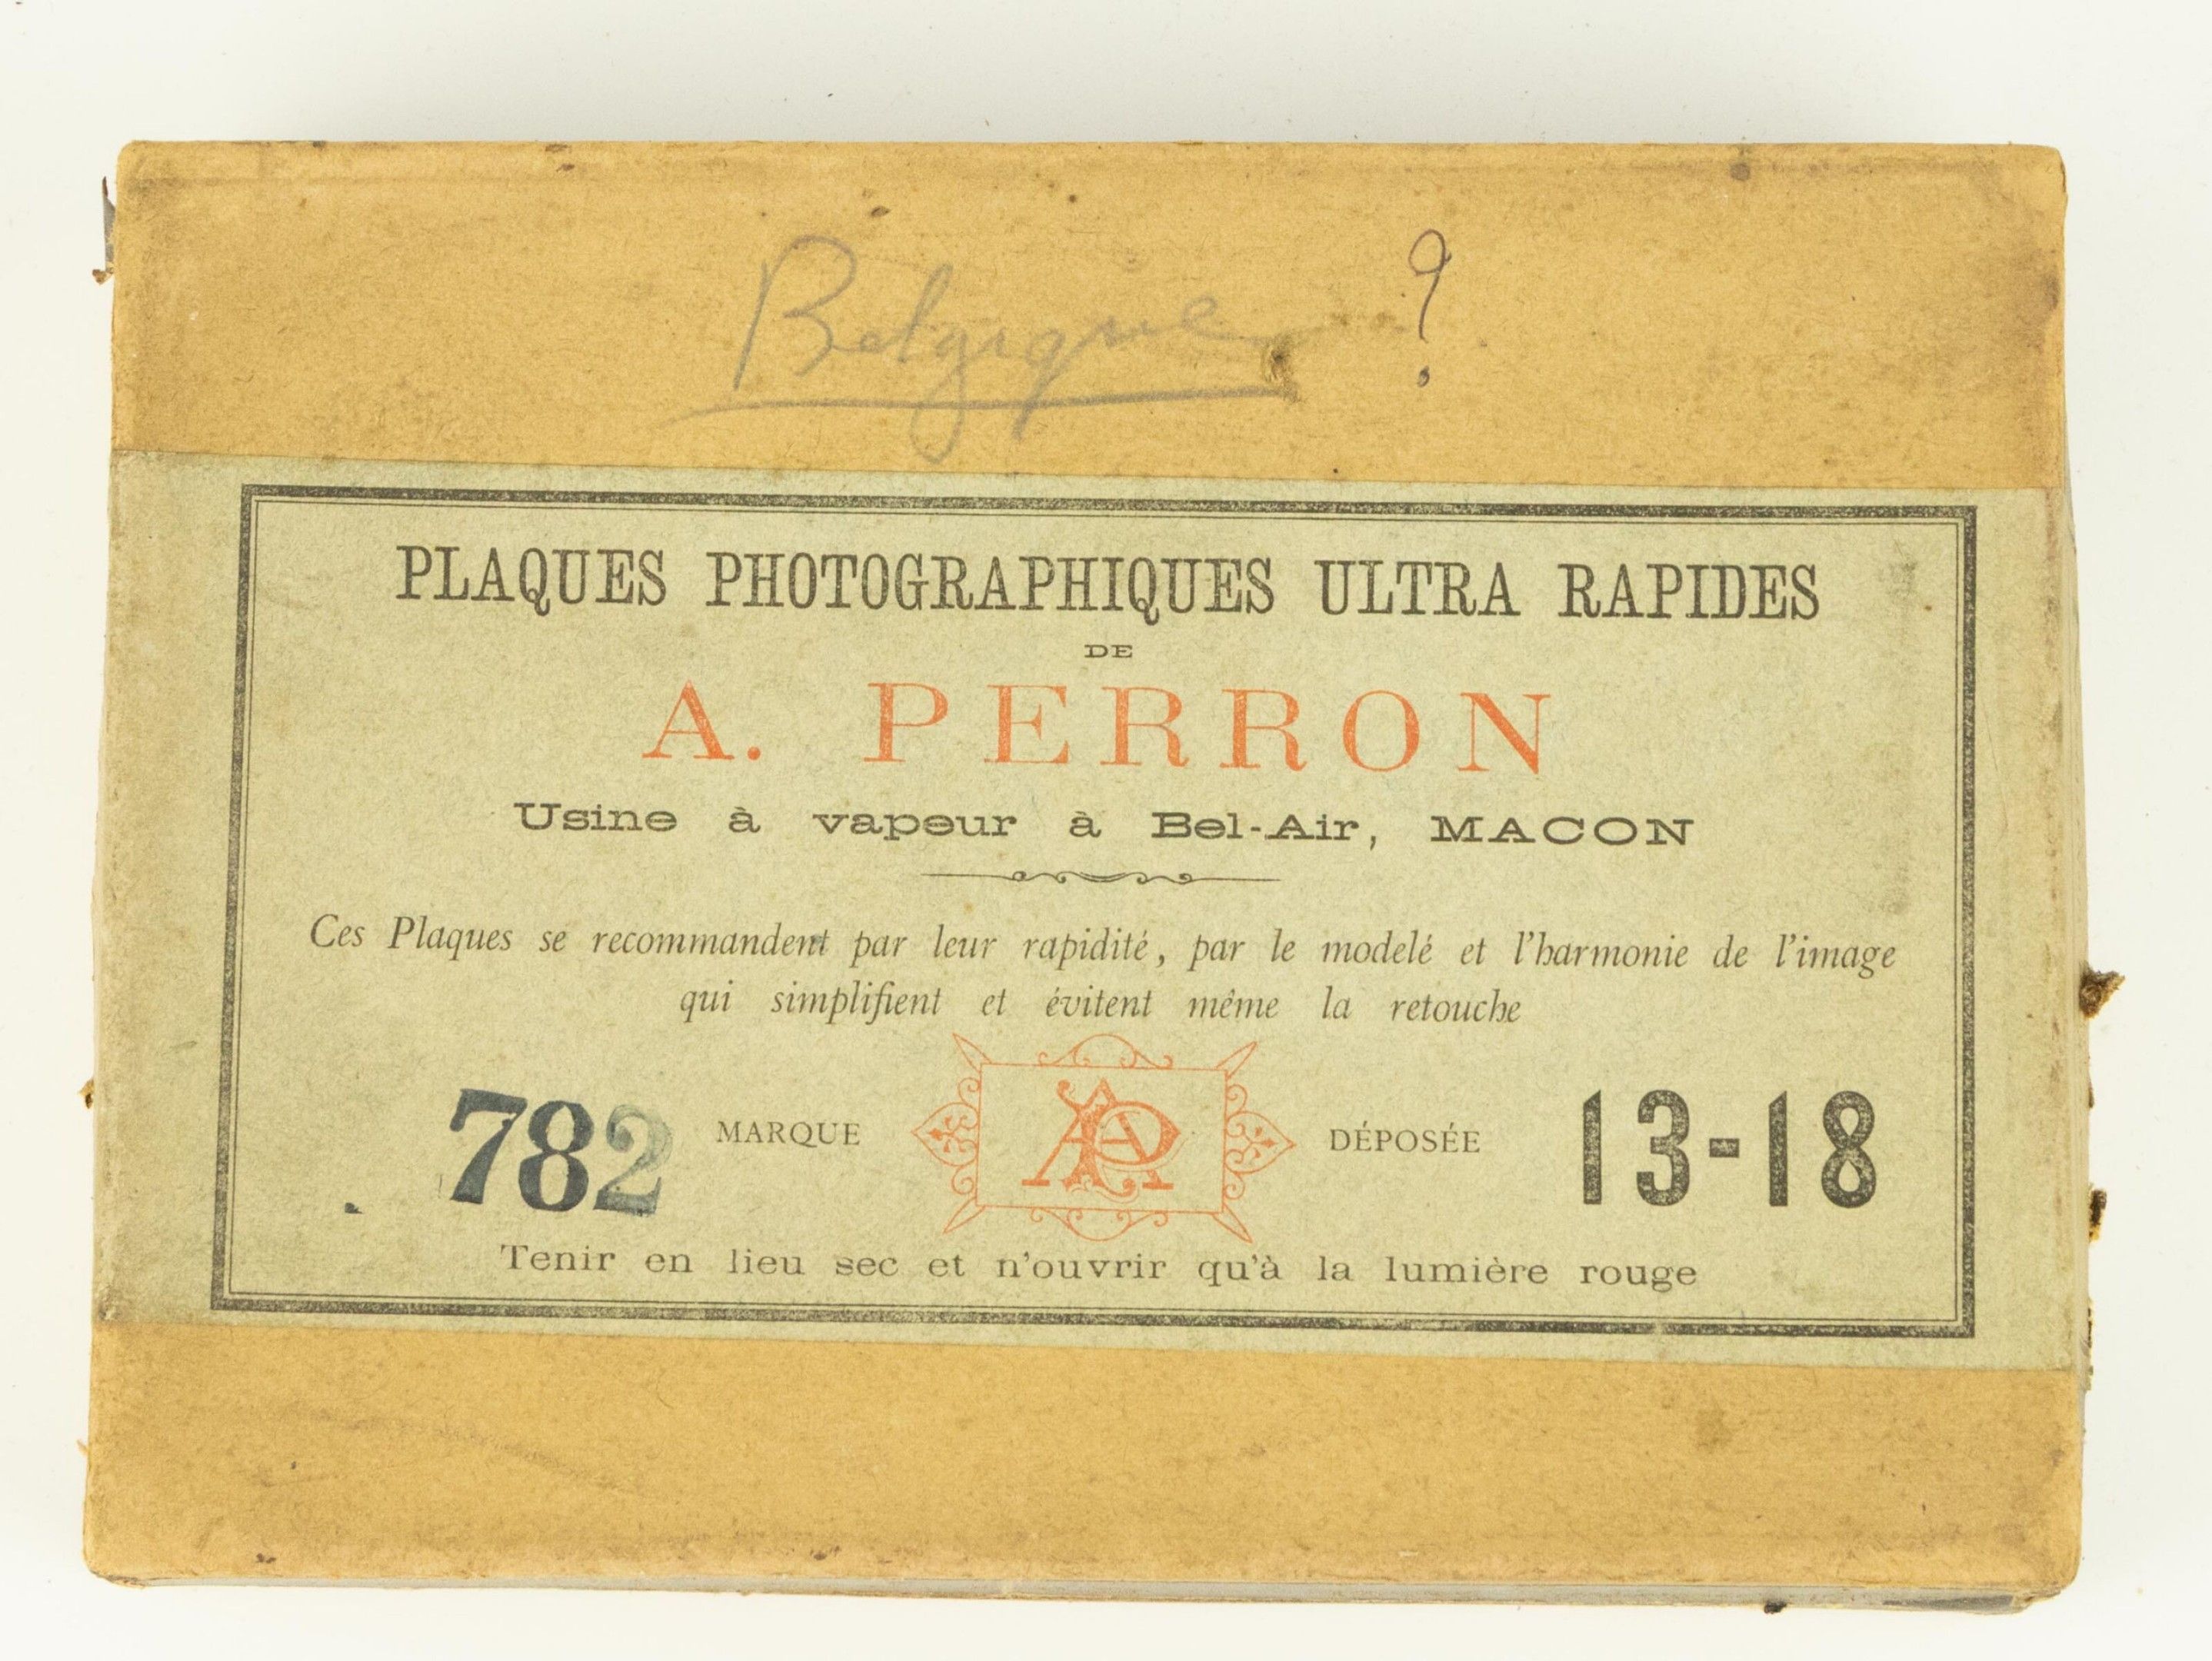 Belgique ?
PLAQUES PHOTOGRAPHIQUES ULTRA RAPIDES
DE
A. PERRON
Usine à vapeur à Bel-Air, MACON
Ces Plaques se recommandent par leur rapidité, par le modelé et l'harmonie de l'image
qui simplifient et évitent même la retouche
782 MARQUE AP DÉPOSÉE 13-18
Tenir en lieu sec et n'ouvrir qu'à la lumière rouge